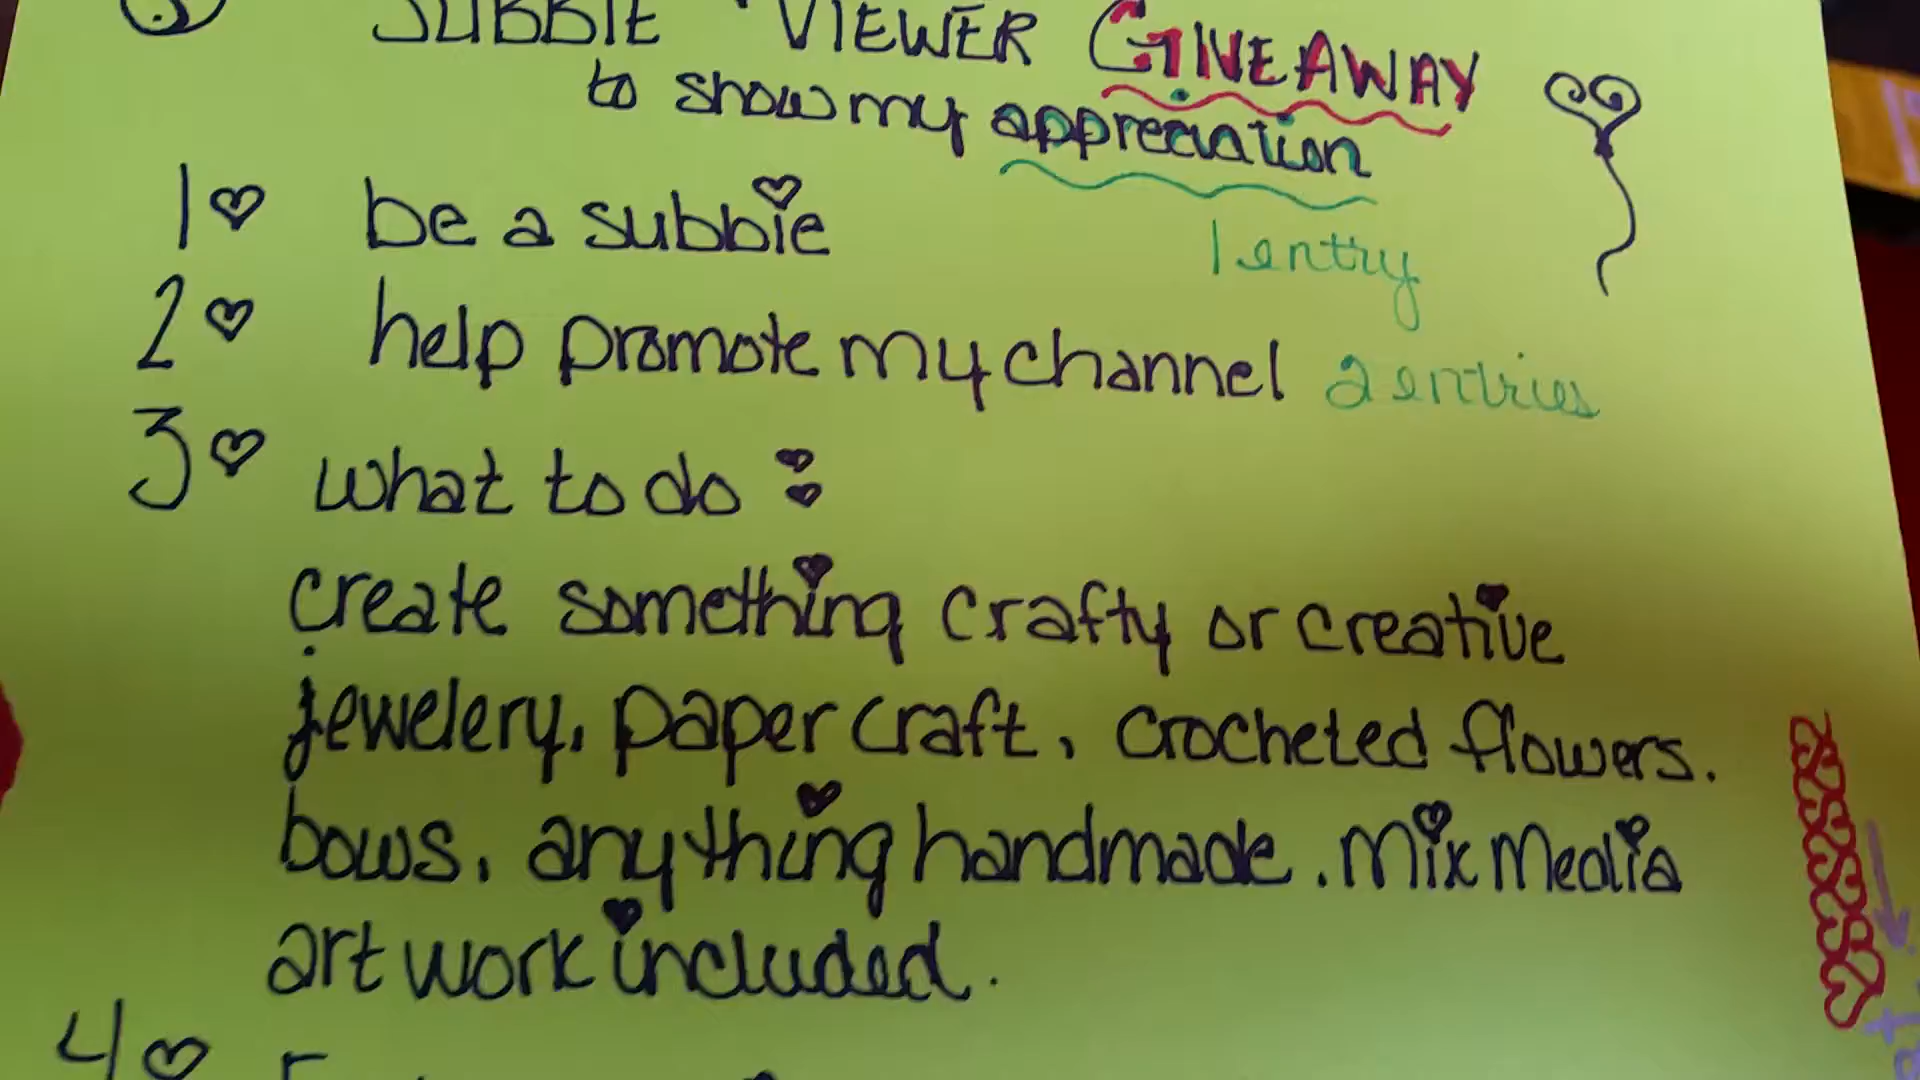 SUBBIE VIEWER GIVEAWAY
to show my appreciation
1 be a subbie 1 entry
2 help promote my channel 2 entries
3 what to do:
create something crafty or creative
jewelery, paper craft, crocheted flowers.
bows, anything handmade. Mix Media
art work included.
4